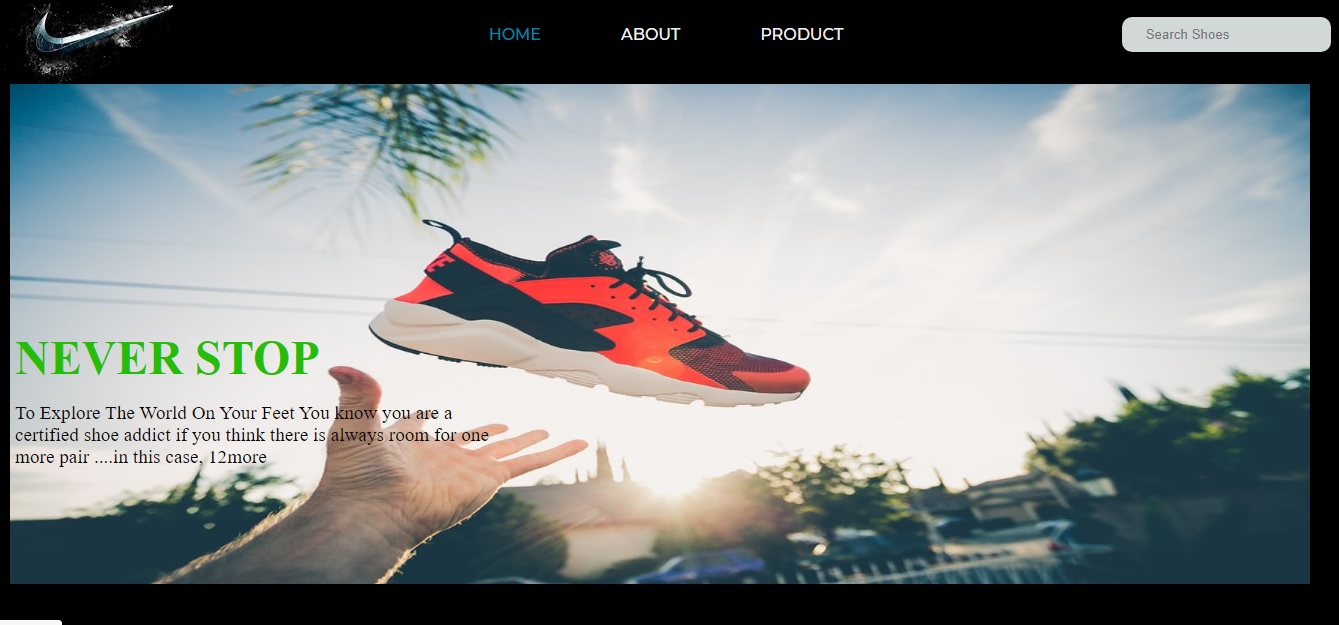 HOME
ABOUT
PRODUCT
Search Shoes
NEVER STOP
To Explore The World On Your Feet You know you are a
certified shoe addict if you think there is always room for one
more pair ....in this case, 12more